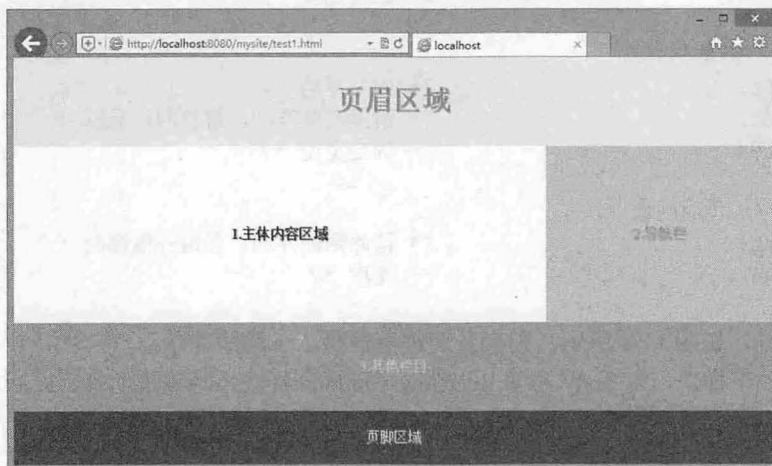 http://localhost:8080/mysite/test1.html
localhost
页眉区域
1.主体内容区域
2.导航栏
3.其他栏目
页脚区域